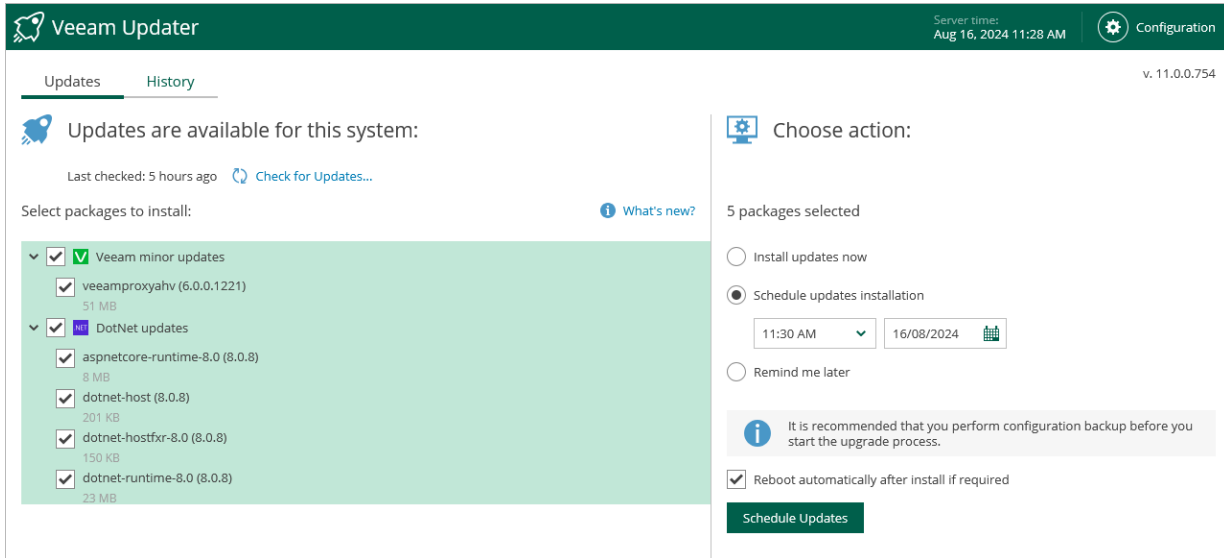 Veeam Updater
Server time:
Aug 16, 2024 11:28 AM
Configuration
Updates
History
v. 11.0.0.754
Updates are available for this system:
Last checked: 5 hours ago
Check for Updates...
Select packages to install:
What's new?
Veeam minor updates
veeamproxyahv (6.0.0.1221)
51 MB
.NET
DotNet updates
aspnetcore-runtime-8.0 (8.0.8)
8 MB
dotnet-host (8.0.8)
201 KB
dotnet-hostfxr-8.0 (8.0.8)
150 KB
dotnet-runtime-8.0 (8.0.8)
23 MB
Choose action:
5 packages selected
Install updates now
Schedule updates installation
11:30 AM
16/08/2024
Remind me later
It is recommended that you perform configuration backup before you
start the upgrade process.
Reboot automatically after install if required
Schedule Updates